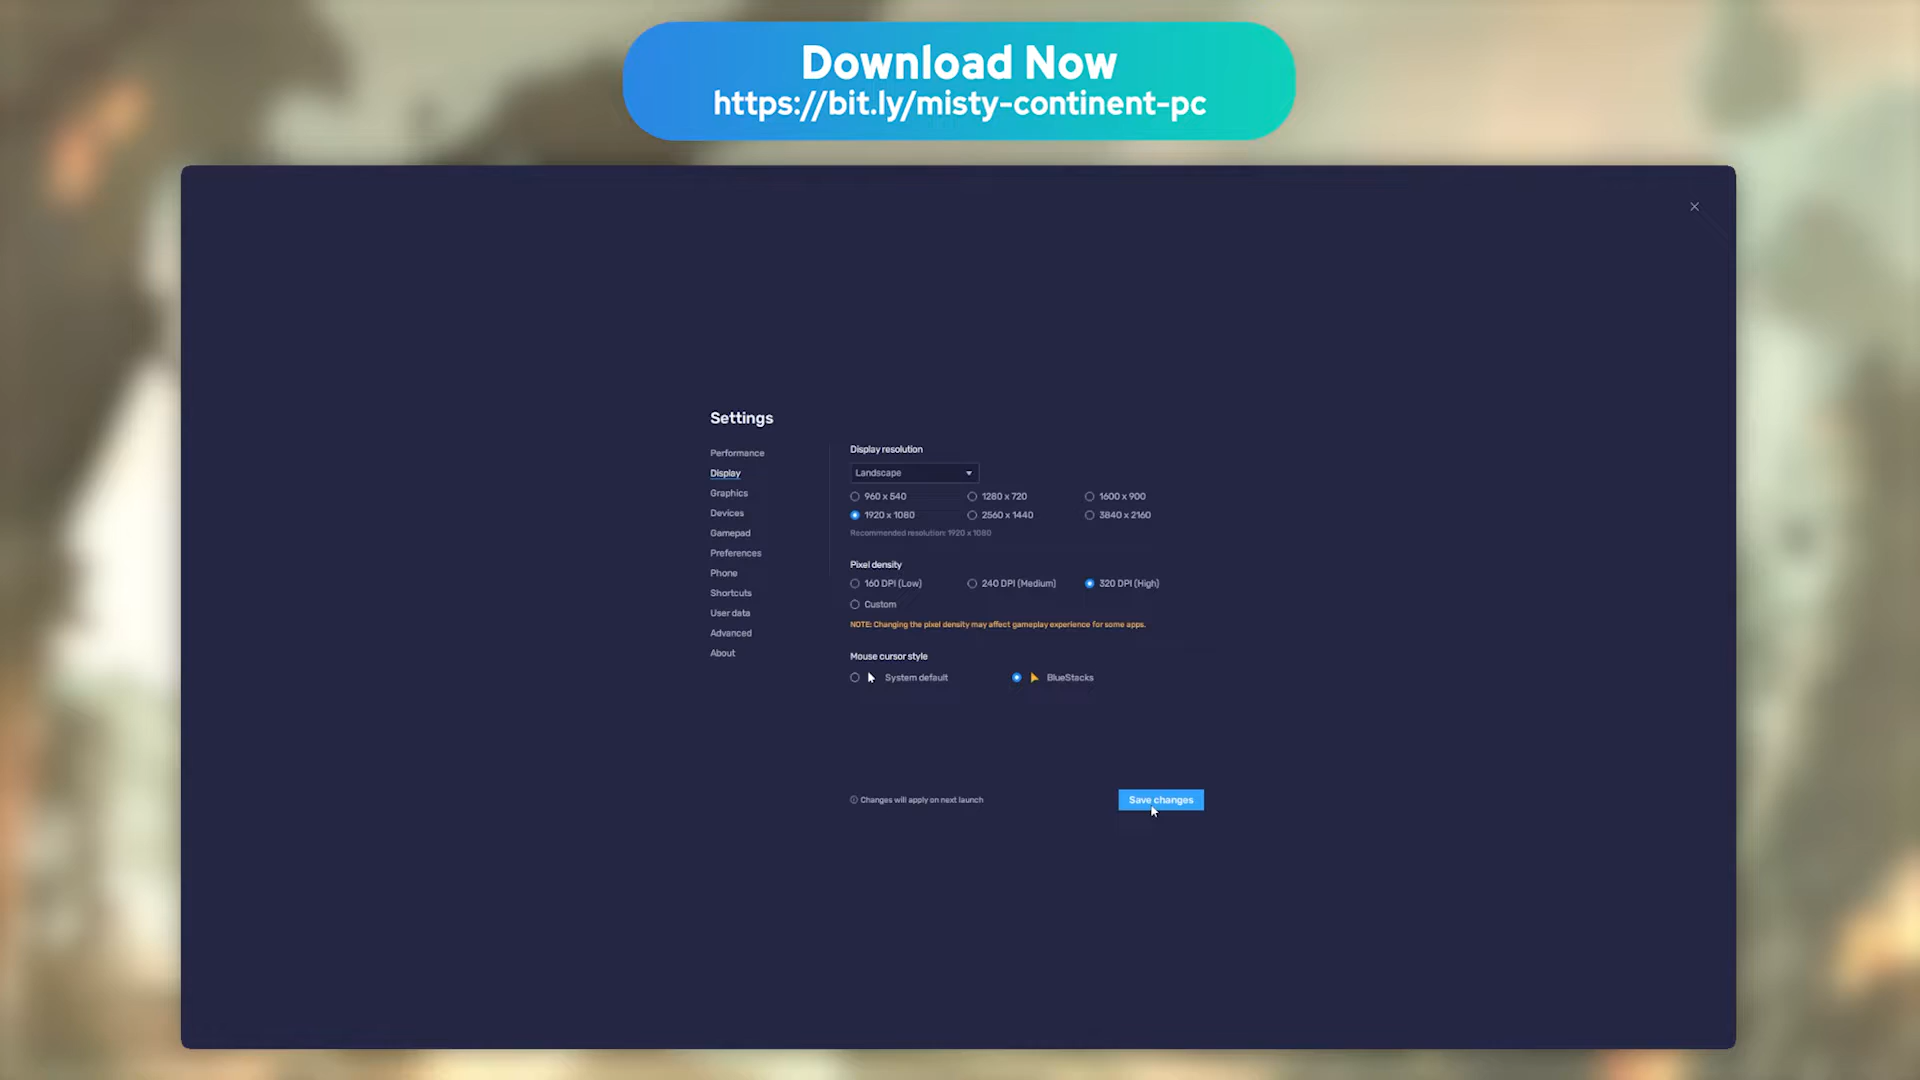 Download Now
https://bit.ly/misty-continent-pc
Settings
Performance
Display
Graphics
Devices
Gamepad
Preferences
Phone
Shortcuts
User data
Advanced
About
Display resolution
Landscape
960 x 540 1280 x 720 1600 x 900
1920 x 1080 2560 x 1440 3840 x 2160
Recommended resolution: 1920 x 1080
Pixel density
160 DPI (Low) 240 DPI (Medium) 320 DPI (High)
Custom
NOTE: Changing the pixel density may affect gameplay experience for some apps.
Mouse cursor style
System default BlueStacks
Changes will apply on next launch
Save changes